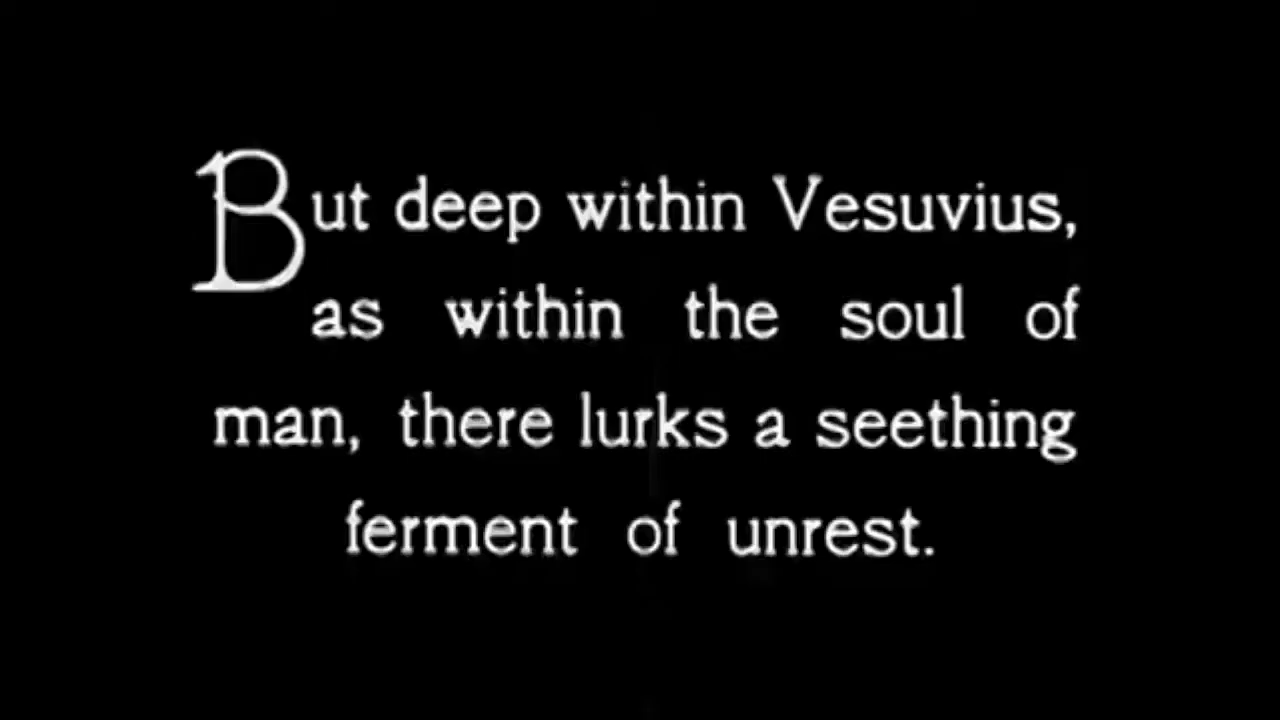 But deep within Vesuvius,
as within the soul of
man, there lurks a seething
ferment of unrest.